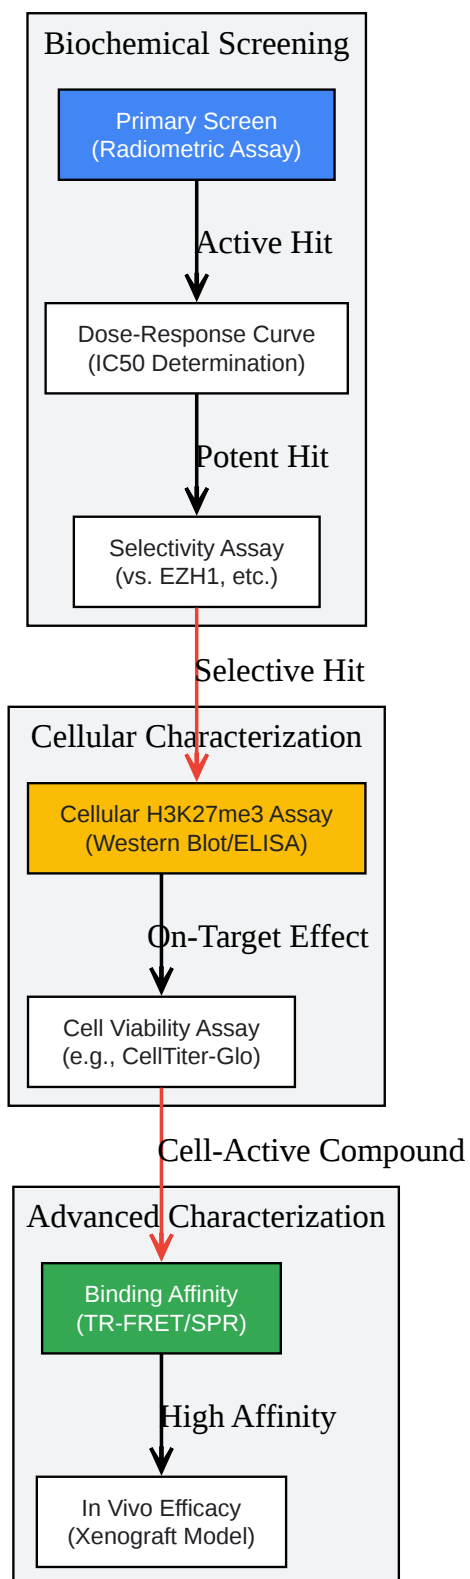 Biochemical Screening
Primary Screen
(Radiometric Assay)
Active Hit
Dose-Response Curve
(IC50 Determination)
Potent Hit
Selectivity Assay
(vs. EZH1, etc.)
Selective Hit
Cellular Characterization
Cellular H3K27me3 Assay
(Western Blot/ELISA)
On-Target Effect
Cell Viability Assay
(e.g., CellTiter-Glo)
Cell-Active Compound
Advanced Characterization
Binding Affinity
(TR-FRET/SPR)
High Affinity
In Vivo Efficacy
(Xenograft Model)